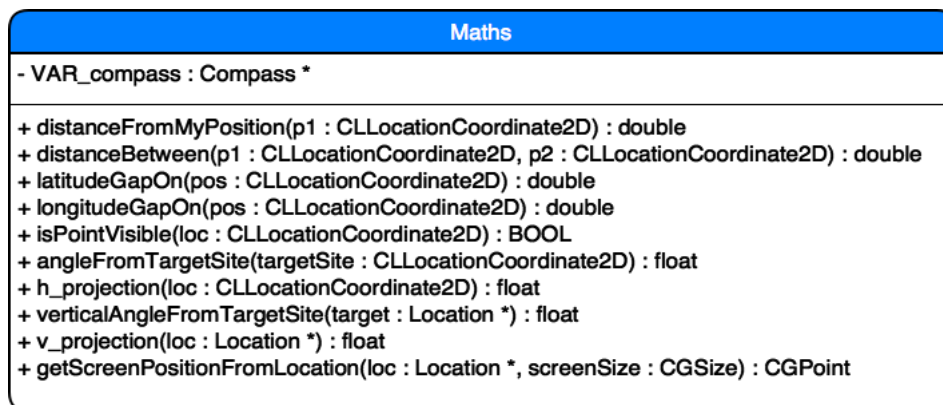 Maths
- VAR_compass : Compass *
+ distanceFromMyPosition(p1 : CLLocationCoordinate2D) : double
+ distanceBetween(p1 : CLLocationCoordinate2D, p2 : CLLocationCoordinate2D) : double
+ latitudeGapOn(pos : CLLocationCoordinate2D) : double
+ longitudeGapOn(pos : CLLocationCoordinate2D) : double
+ isPointVisible(loc : CLLocationCoordinate2D) : BOOL
+ angleFromTargetSite(targetSite : CLLocationCoordinate2D) : float
+ h_projection(loc : CLLocationCoordinate2D) : float
+ verticalAngleFromTargetSite(target : Location *) : float
+ v_projection(loc : Location *) : float
+ getScreenPositionFromLocation(loc : Location *, screenSize : CGSize) : CGPoint